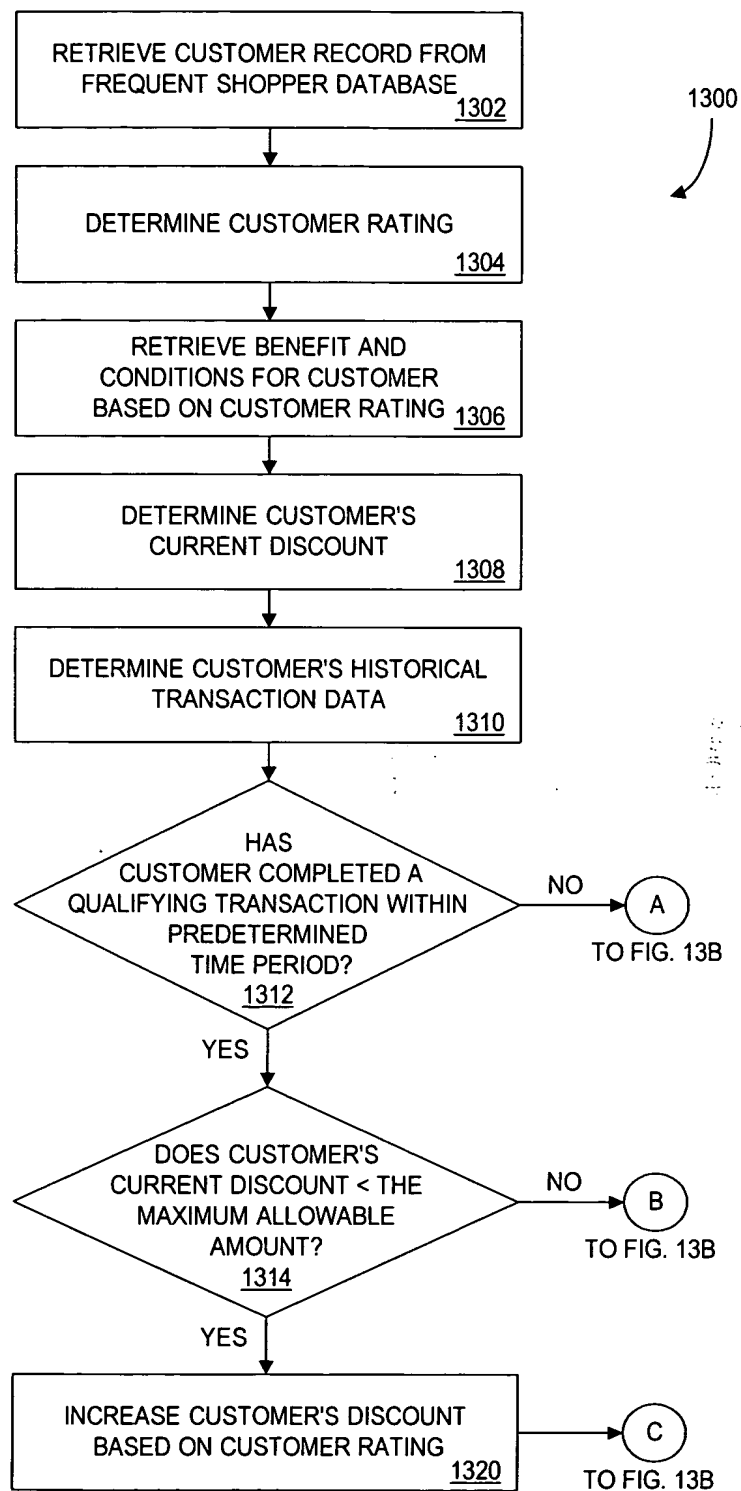 RETRIEVE CUSTOMER RECORD FROM
FREQUENT SHOPPER DATABASE
1302
1300
DETERMINE CUSTOMER RATING
1304
RETRIEVE BENEFIT AND
CONDITIONS FOR CUSTOMER
BASED ON CUSTOMER RATING
1306
DETERMINE CUSTOMER'S
CURRENT DISCOUNT
1308
DETERMINE CUSTOMER'S HISTORICAL
TRANSACTION DATA
1310
HAS
CUSTOMER COMPLETED A
QUALIFYING TRANSACTION WITHIN
PREDETERMINED
TIME PERIOD?
1312
NO
A
TO FIG. 13B
YES
DOES CUSTOMER'S
CURRENT DISCOUNT < THE
MAXIMUM ALLOWABLE
AMOUNT?
1314
NO
B
TO FIG. 13B
YES
INCREASE CUSTOMER'S DISCOUNT
BASED ON CUSTOMER RATING
1320
C
TO FIG. 13B